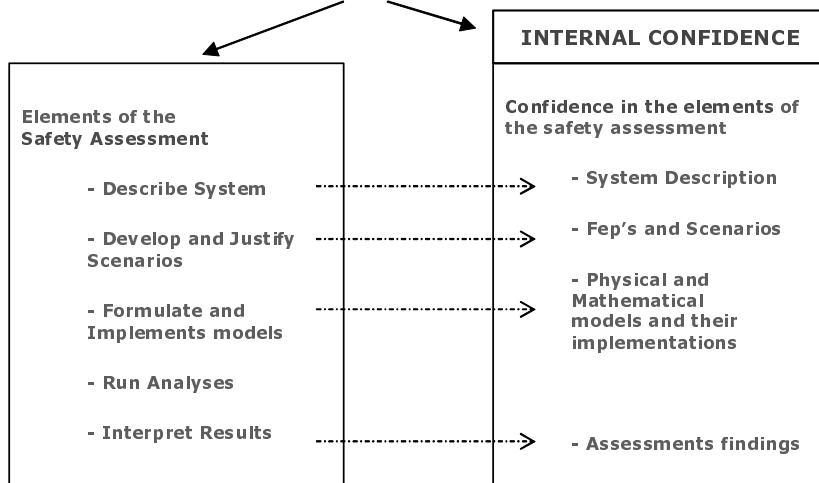 INTERNAL CONFIDENCE
Elements of the
Safety Assessment
- Describe System
- Develop and Justify
Scenarios
- Formulate and
Implements models
- Run Analyses
- Interpret Results
Confidence in the elements of
the safety assessment
- System Description
- Fep's and Scenarios
- Physical and
Mathematical
models and their
implementations
- Assessments findings